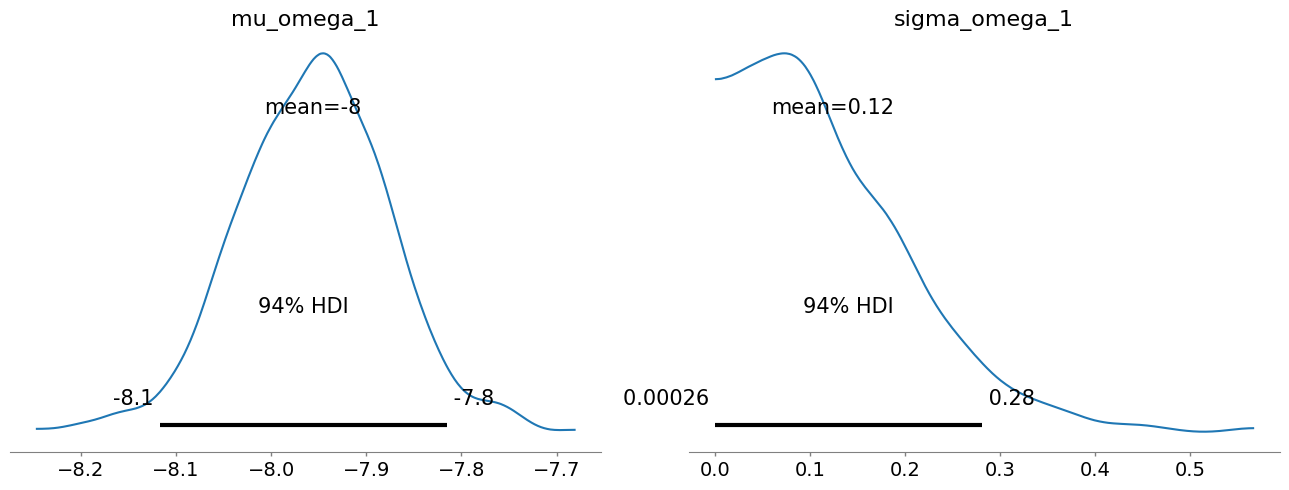 mu_omega_1
mean=-8
94% HDI
-8.1 -7.8
−8.2 −8.1 −8.0 −7.9 −7.8 −7.7
sigma_omega_1
mean=0.12
94% HDI
0.00026 0.28
0.0 0.1 0.2 0.3 0.4 0.5